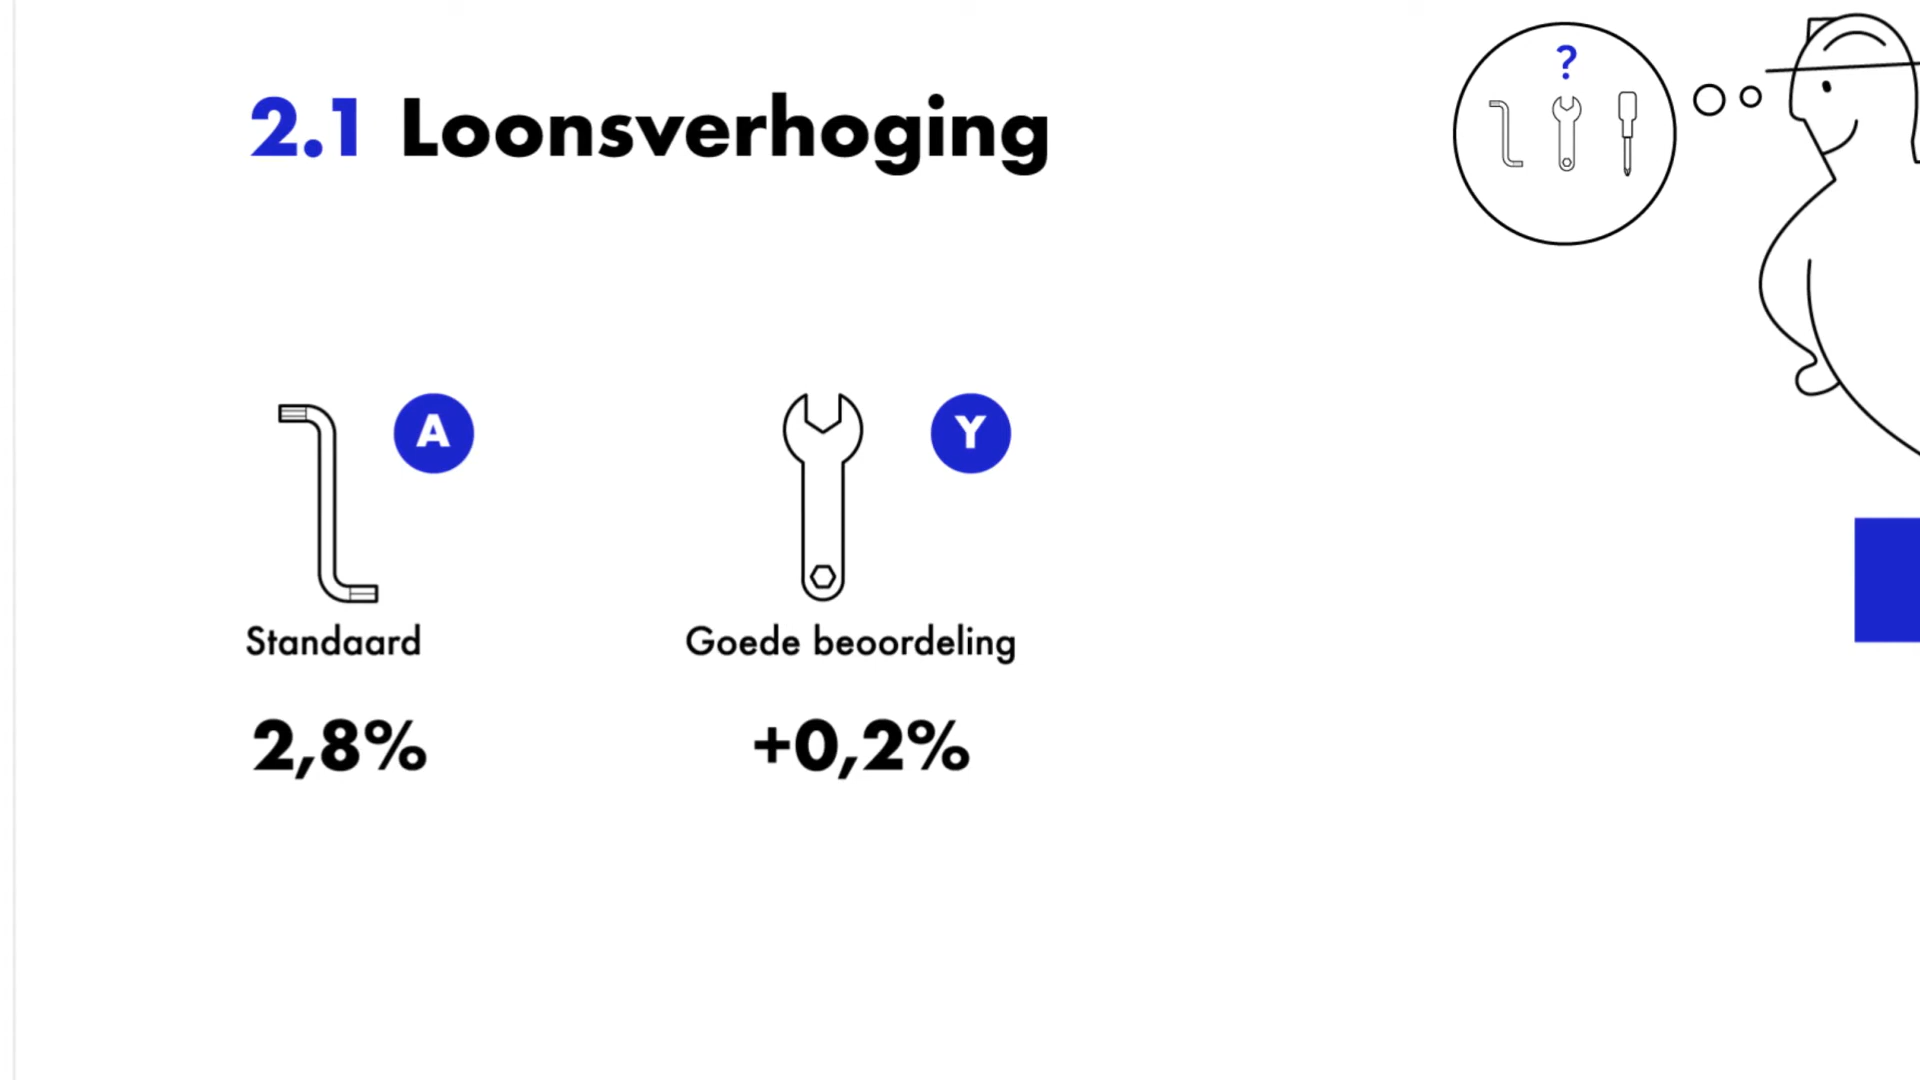 ?
2.1 Loonsverhoging
A
Y
Standaard
Goede beoordeling
2,8%
+0,2%